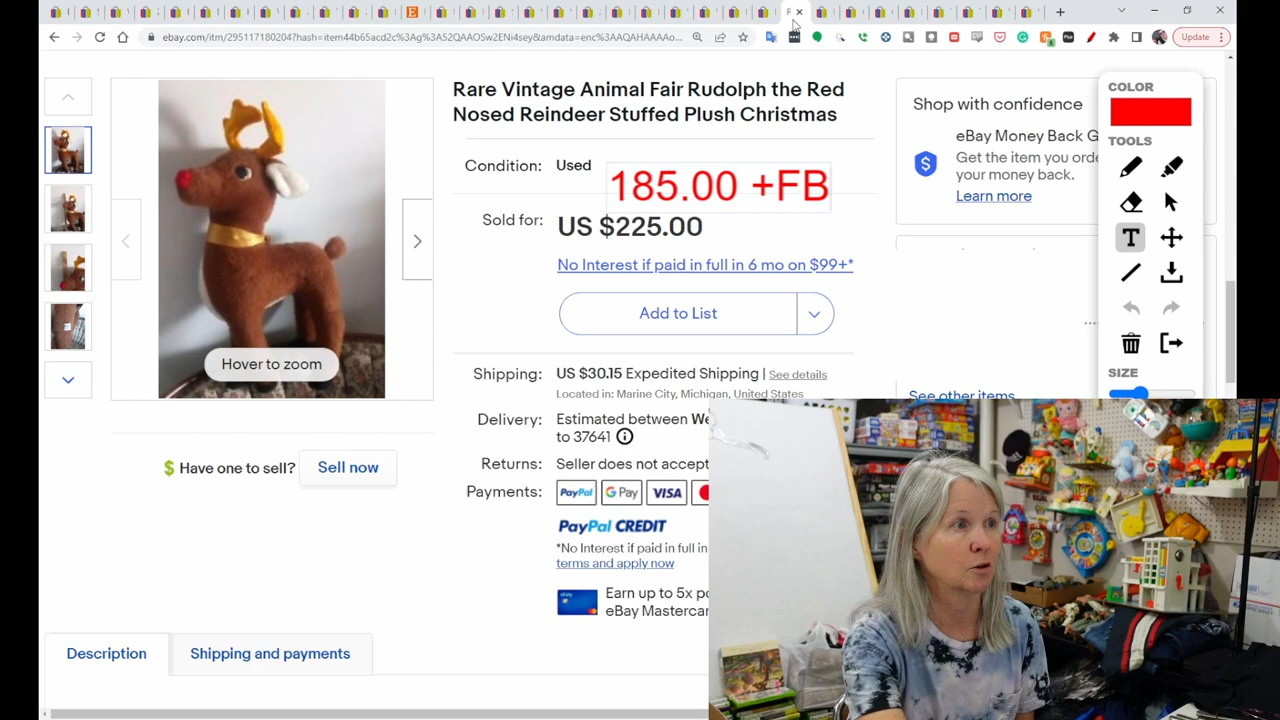 ebay.com/itm/295117180204?hash=item44b65acd2c%3Ag%3A52QAAOSw2ENi4sey&amdata=enc%3AAQAHAAAAo...
Update
Rare Vintage Animal Fair Rudolph the Red
Nosed Reindeer Stuffed Plush Christmas
Condition: Used
185.00 +FB
Sold for: US $225.00
No Interest if paid in full in 6 mo on $99+*
Add to List
Shipping: US $30.15 Expedited Shipping | See details
Located in: Marine City, Michigan, United States
Delivery: Estimated between We
to 37641
Returns: Seller does not accept
Payments: PayPal G Pay VISA
PayPal CREDIT
*No Interest if paid in full in
terms and apply now
Earn up to 5x po
eBay Mastercar
Hover to zoom
Have one to sell? Sell now
Description
Shipping and payments
Shop with confidence
eBay Money Back G
Get the item you orde
your money back.
Learn more
See other items
COLOR
TOOLS
T
SIZE